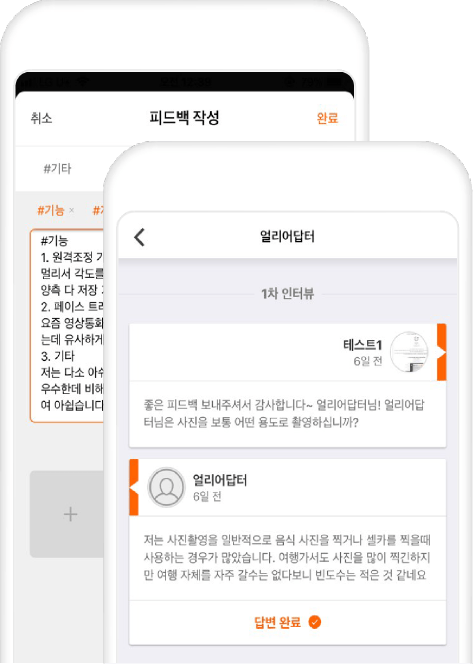 취소
피드백 작성
완료
#기타
#기능 ×
#기능
1. 원격조정
멀리서 각도를
양측 다 저장
2. 페이스
요즘 영상통화
는데 유사하게
3. 기타
저는 다소
우수한데 비해
여 아쉽습니다
+
얼리어답터
1차 인터뷰
테스트1
6일 전
좋은 피드백 보내주셔서 감사합니다~ 얼리어답터님! 얼리어답
터님은 사진을 보통 어떤 용도로 촬영하십니까?
얼리어답터
6일 전
저는 사진촬영을 일반적으로 음식 사진을 찍거나 셀카를 찍을때
사용하는 경우가 많았습니다. 여행가서도 사진을 많이 찍긴하지
만 여행 자체를 자주 갈수는 없다보니 빈도수는 적은 것 같네요
답변 완료